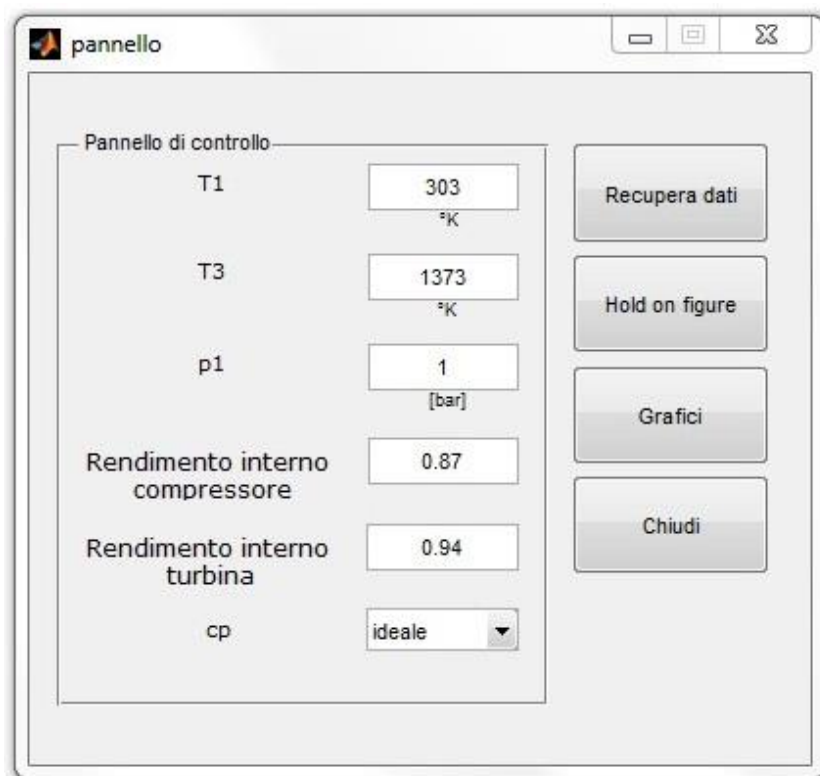 pannello
Pannello di controllo
T1
303
°K
T3
1373
°K
p1
1
[bar]
Rendimento interno
compressore
0.87
Rendimento interno
turbina
0.94
cp
ideale
Recupera dati
Hold on figure
Grafici
Chiudi